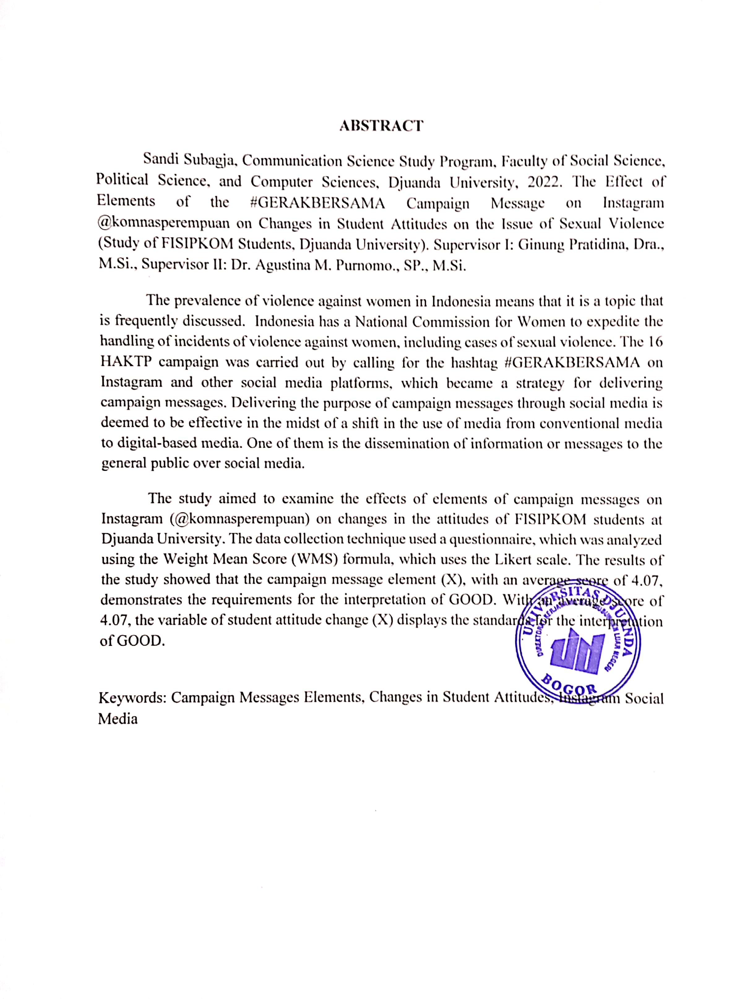 ABSTRACT
Sandi Subagja, Communication Science Study Program, Faculty of Social Science,
Political Science, and Computer Sciences, Djuanda University, 2022. The Effect of
Elements of the #GERAKBERSAMA Campaign Message on Instagram
@komnasperempuan on Changes in Student Attitudes on the Issue of Sexual Violence
(Study of FISIPKOM Students, Djuanda University). Supervisor I: Ginung Pratidina, Dra.,
M.Si., Supervisor II: Dr. Agustina M. Purnomo., SP., M.Si.
The prevalence of violence against women in Indonesia means that it is a topic that
is frequently discussed. Indonesia has a National Commission for Women to expedite the
handling of incidents of violence against women, including cases of sexual violence. The 16
HAKTP campaign was carried out by calling for the hashtag #GERAKBERSAMA on
Instagram and other social media platforms, which became a strategy for delivering
campaign messages. Delivering the purpose of campaign messages through social media is
deemed to be effective in the midst of a shift in the use of media from conventional media
to digital-based media. One of them is the dissemination of information or messages to the
general public over social media.
The study aimed to examine the effects of elements of campaign messages on
Instagram (@komnasperempuan) on changes in the attitudes of FISIPKOM students at
Djuanda University. The data collection technique used a questionnaire, which was analyzed
using the Weight Mean Score (WMS) formula, which uses the Likert scale. The results of
the study showed that the campaign message element (X), with an average score of 4.07,
demonstrates the requirements for the interpretation of GOOD. With an average score of
4.07, the variable of student attitude change (X) displays the standards for the interpretation
of GOOD.
UNIVERSITAS DJUANDA
DIREKTORAT KERJASAMA LUAR NEGERI
BOGOR
Keywords: Campaign Messages Elements, Changes in Student Attitudes, Instagram Social
Media